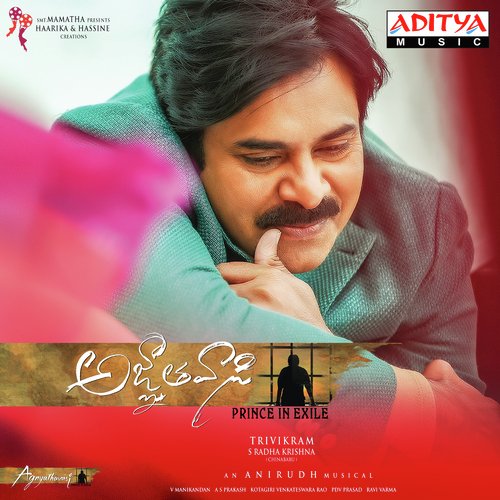 SMT MAMATHA PRESENTS
HAARIKA & HASSINE
CREATIONS
ADITYA
MUSIC
అజ్ఞాతవాసి
PRINCE IN EXILE
TRIVIKRAM
S RADHA KRISHNA
(CHINABABU)
AN ANIRUDH MUSICAL
Agnyathavaasi
V MANIKANDAN A S PRAKASH KOTAGIRI VENKATESWARA RAO PDV PRASAD RAVI VARMA